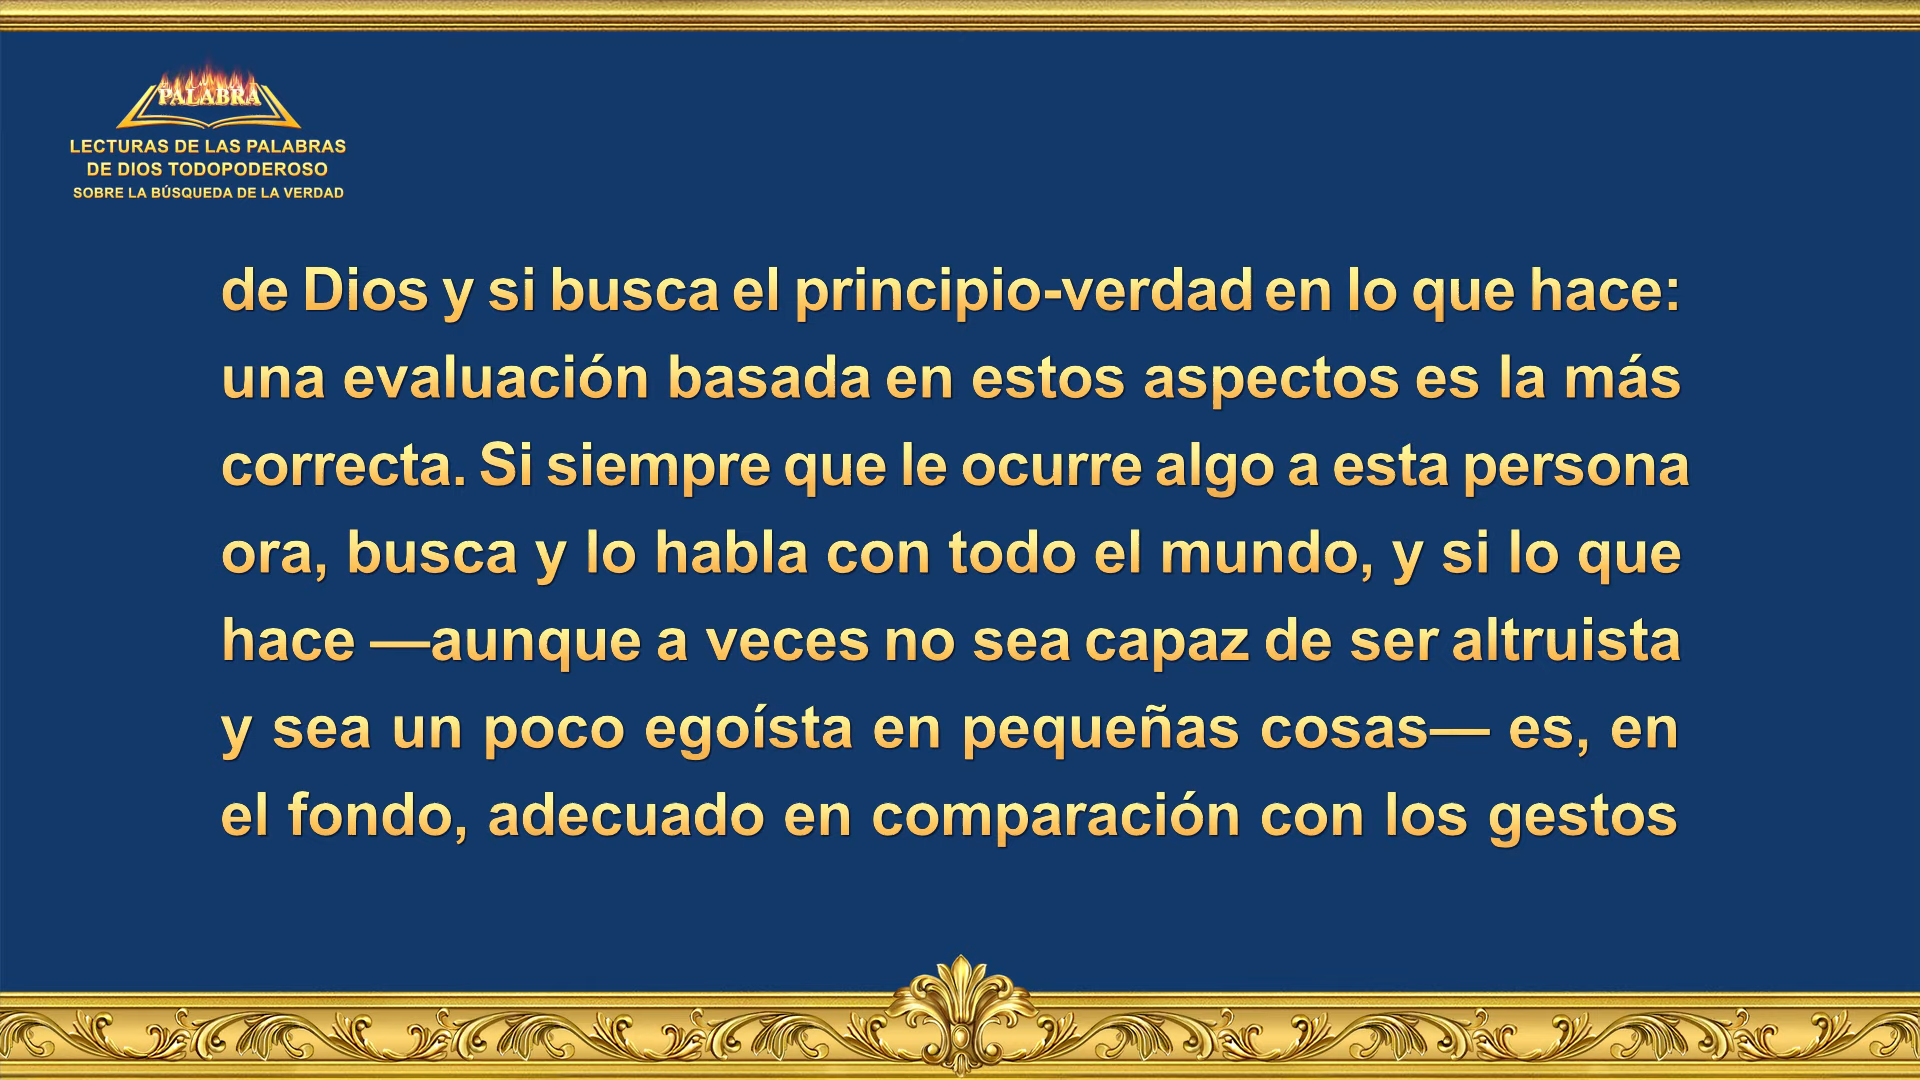 PALABRA
LECTURAS DE LAS PALABRAS
DE DIOS TODOPODEROSO
SOBRE LA BÚSQUEDA DE LA VERDAD
de Dios y si busca el principio-verdad en lo que hace:
una evaluación basada en estos aspectos es la más
correcta. Si siempre que le ocurre algo a esta persona
ora, busca y lo habla con todo el mundo, y si lo que
hace —aunque a veces no sea capaz de ser altruista
y sea un poco egoísta en pequeñas cosas— es, en
el fondo, adecuado en comparación con los gestos